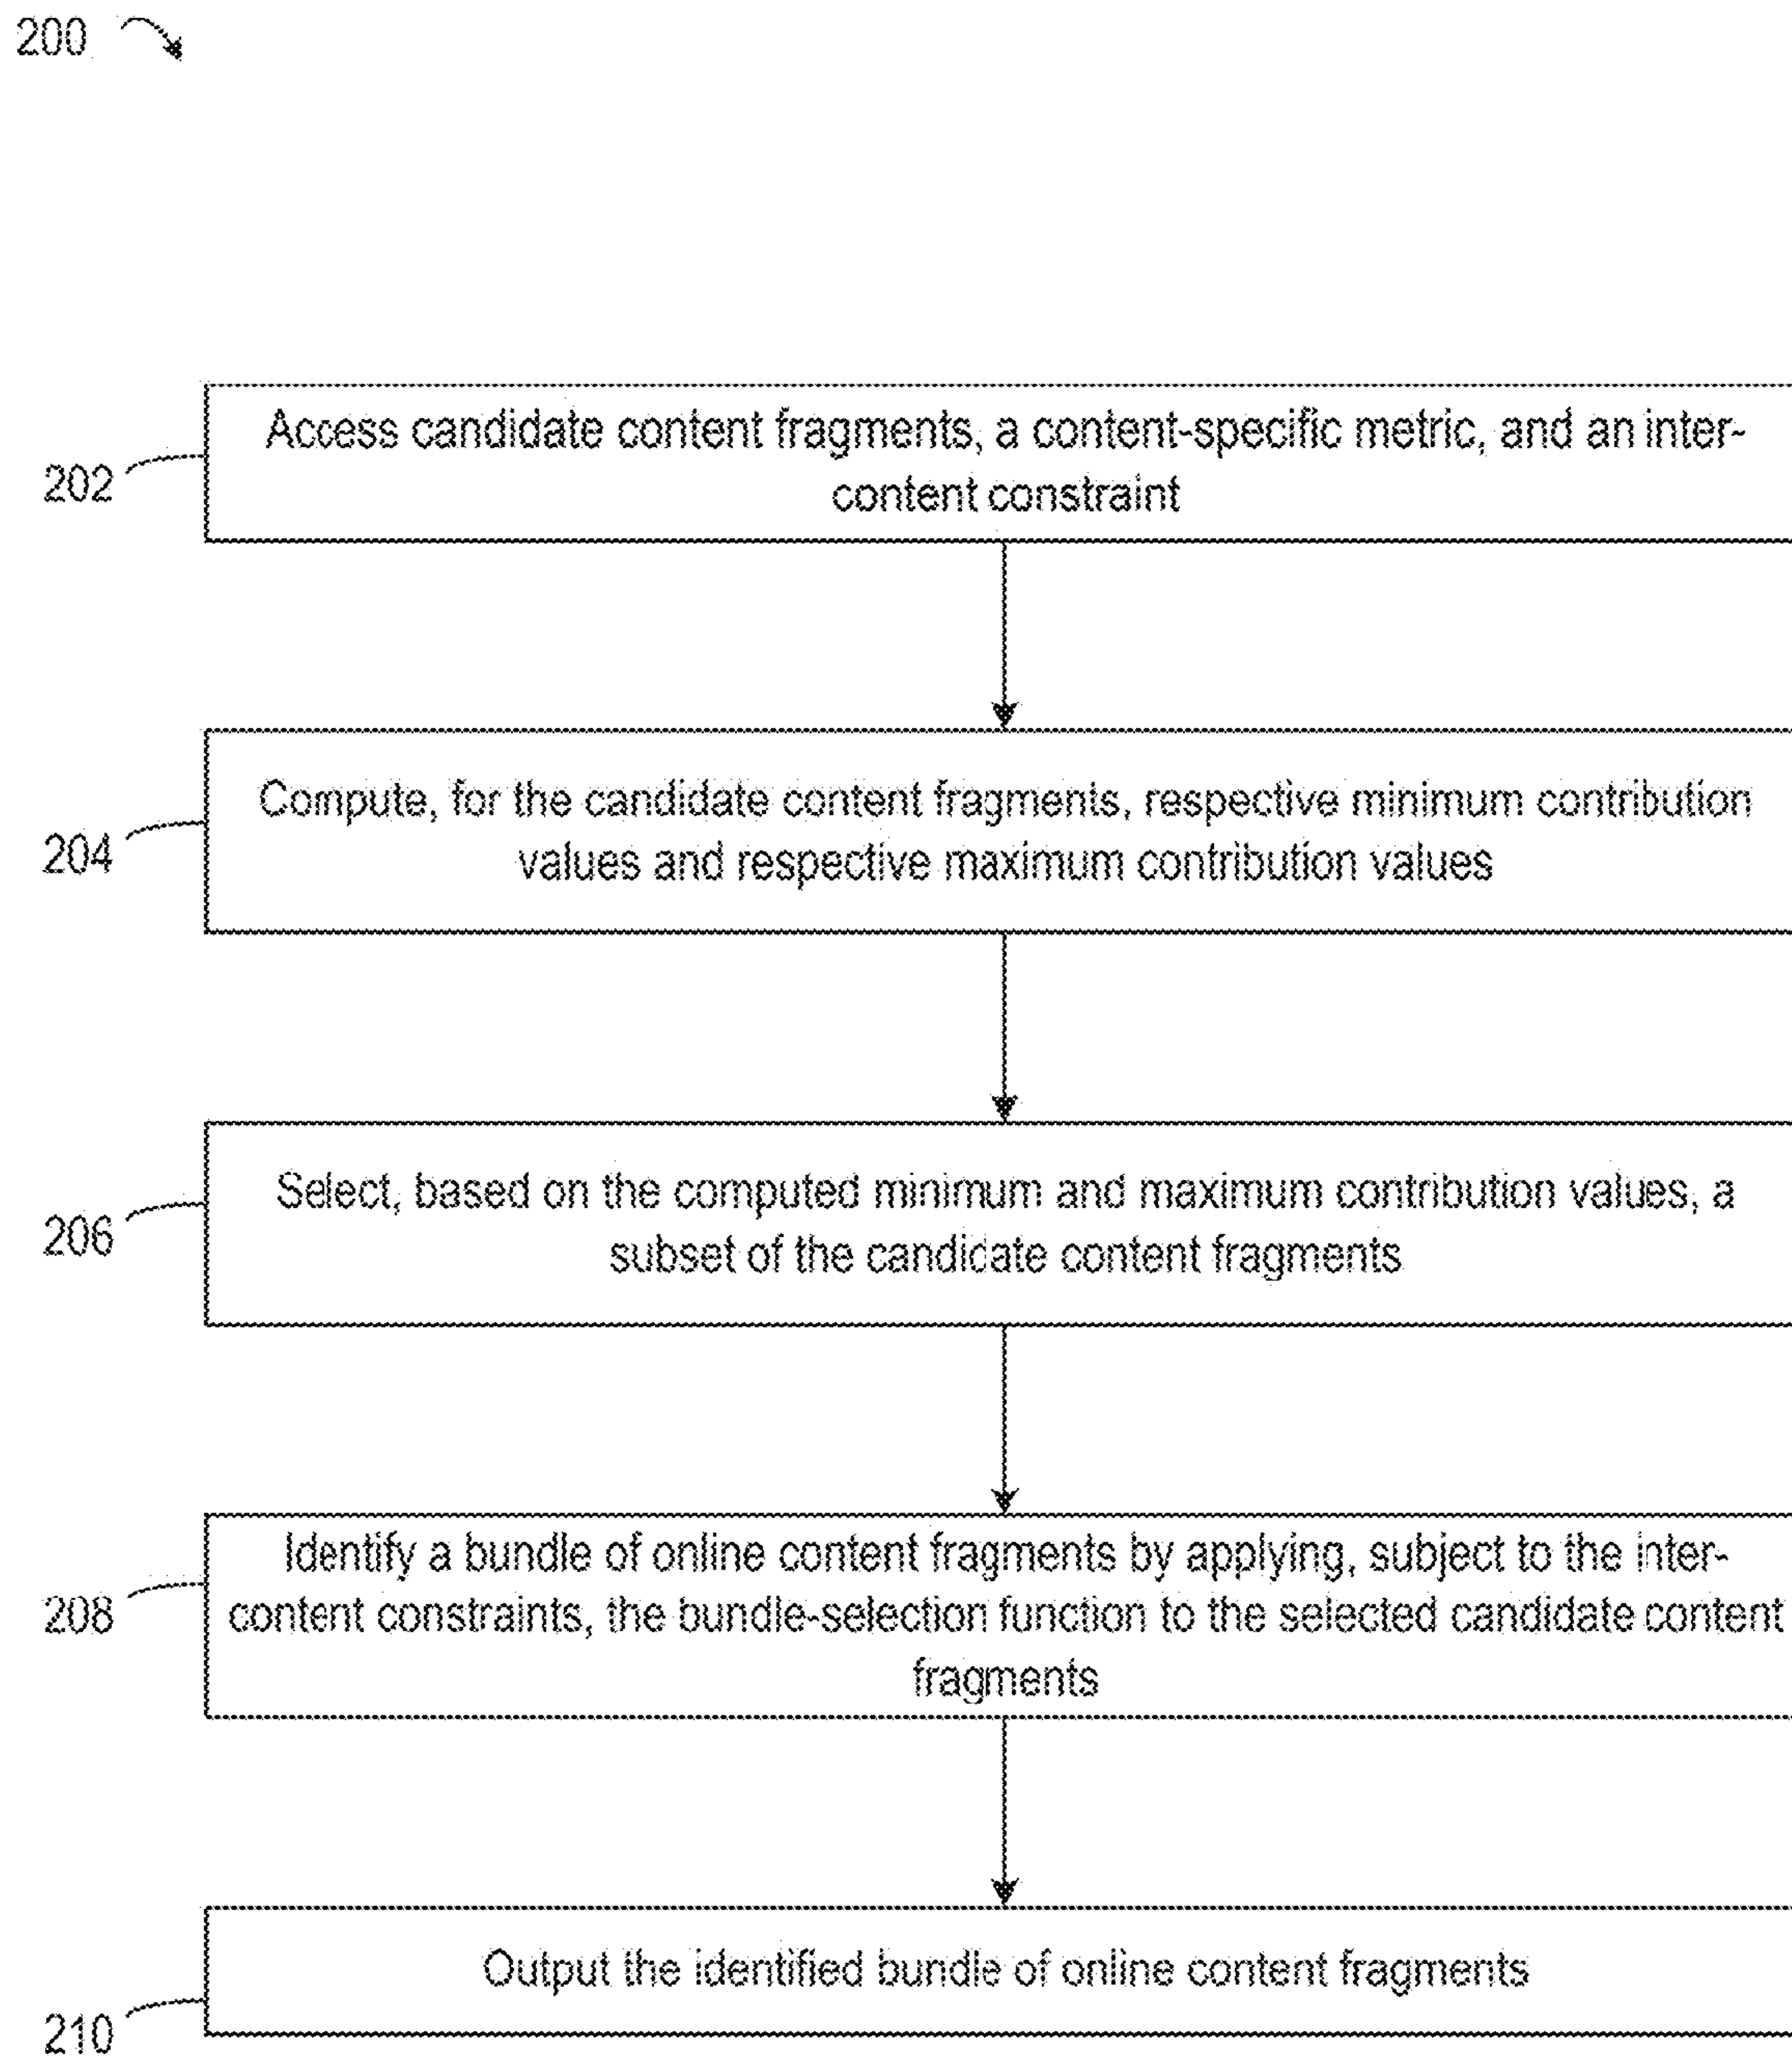 200
Access candidate content fragments, a content-specific metric, and an inter-
content constraint
202
Compute, for the candidate content fragments, respective minimum contribution
values and respective maximum contribution values
204
Select, based on the computed minimum and maximum contribution values, a
subset of the candidate content fragments
206
Identify a bundle of online content fragments by applying, subject to the inter-
content constraints, the bundle-selection function to the selected candidate content
fragments
208
Output the identified bundle of online content fragments
210